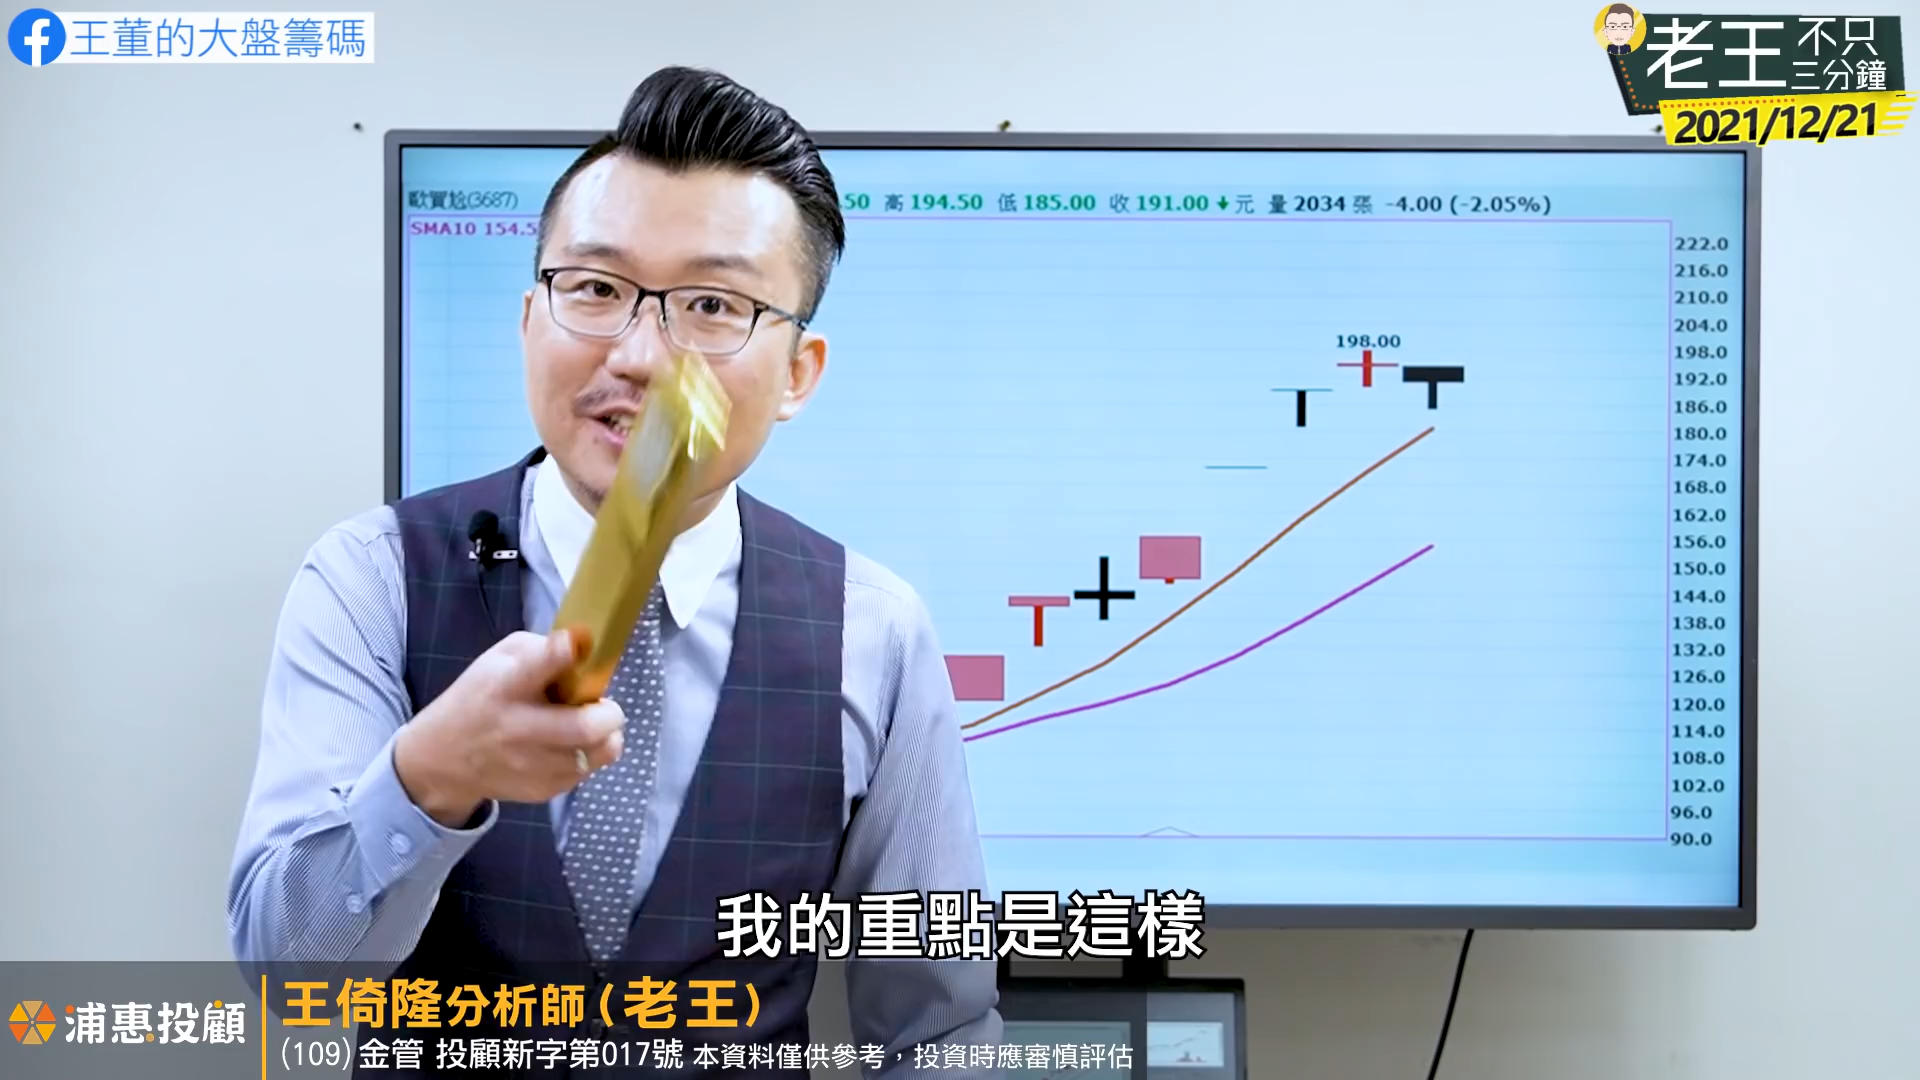 王董的大盤籌碼
老王 不只三分鐘
2021/12/21
歐買尬(3687)
.50 高 194.50 低 185.00 收 191.00↓元 量 2034 張 -4.00 (-2.05%)
SMA10 154.5
222.0
216.0
210.0
204.0
198.00
198.0
192.0
186.0
180.0
174.0
168.0
162.0
156.0
150.0
144.0
138.0
132.0
126.0
120.0
114.0
108.0
102.0
96.0
90.0
我的重點是這樣
浦惠投顧
王倚隆分析師(老王)
(109)金管 投顧新字第017號 本資料僅供參考，投資時應審慎評估